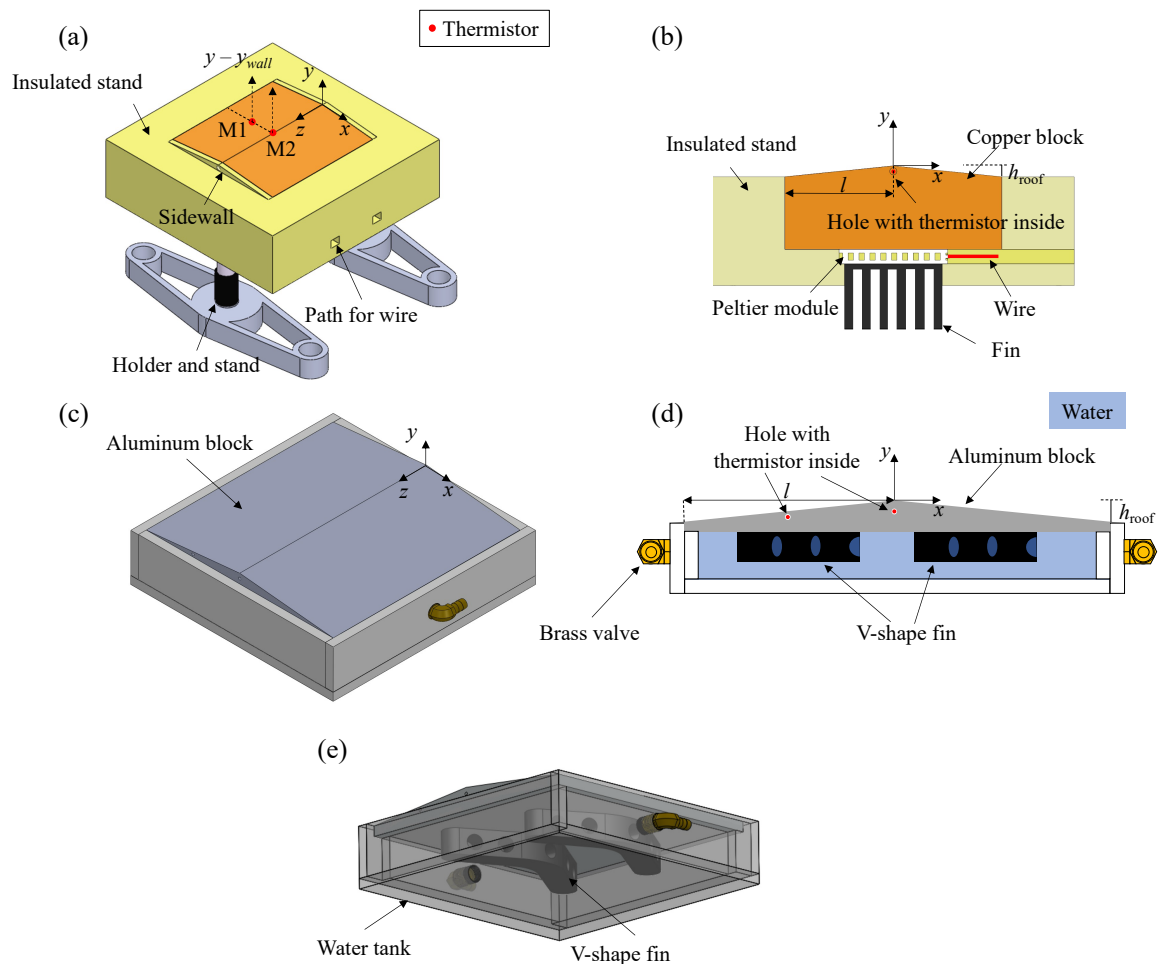 Thermistor
(a)
y – y_wall
Insulated stand
y
M1
z
x
M2
Sidewall
Path for wire
Holder and stand
(b)
y
Insulated stand
Copper block
x
h_roof
l
Hole with thermistor inside
Peltier module
Wire
Fin
(c)
Aluminum block
y
z
x
(d)
Water
Hole with
thermistor inside
y
Aluminum block
l
x
h_roof
Brass valve
V-shape fin
(e)
Water tank
V-shape fin